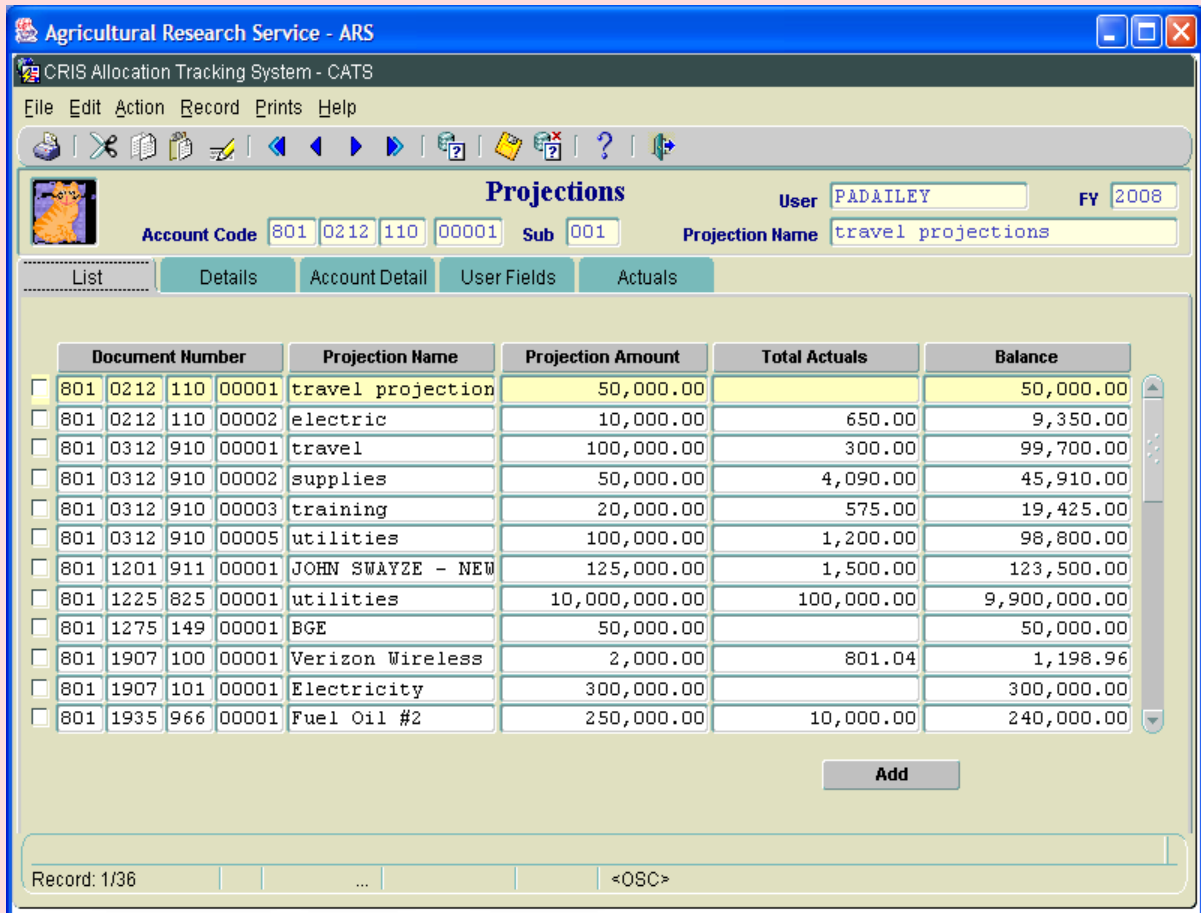 Agricultural Research Service - ARS
CRIS Allocation Tracking System - CATS
File Edit Action Record Prints Help
Projections User PADAILEY FY 2008
Account Code 801 0212 110 00001 Sub 001 Projection Name travel projections
List Details Account Detail User Fields Actuals
Document Number Projection Name Projection Amount Total Actuals Balance
801 0212 110 00001 travel projection 50,000.00 50,000.00
801 0212 110 00002 electric 10,000.00 650.00 9,350.00
801 0312 910 00001 travel 100,000.00 300.00 99,700.00
801 0312 910 00002 supplies 50,000.00 4,090.00 45,910.00
801 0312 910 00003 training 20,000.00 575.00 19,425.00
801 0312 910 00005 utilities 100,000.00 1,200.00 98,800.00
801 1201 911 00001 JOHN SWAYZE - NEW 125,000.00 1,500.00 123,500.00
801 1225 825 00001 utilities 10,000,000.00 100,000.00 9,900,000.00
801 1275 149 00001 BGE 50,000.00 50,000.00
801 1907 100 00001 Verizon Wireless 2,000.00 801.04 1,198.96
801 1907 101 00001 Electricity 300,000.00 300,000.00
801 1935 966 00001 Fuel Oil #2 250,000.00 10,000.00 240,000.00
Add
Record: 1/36 ... <OSC>